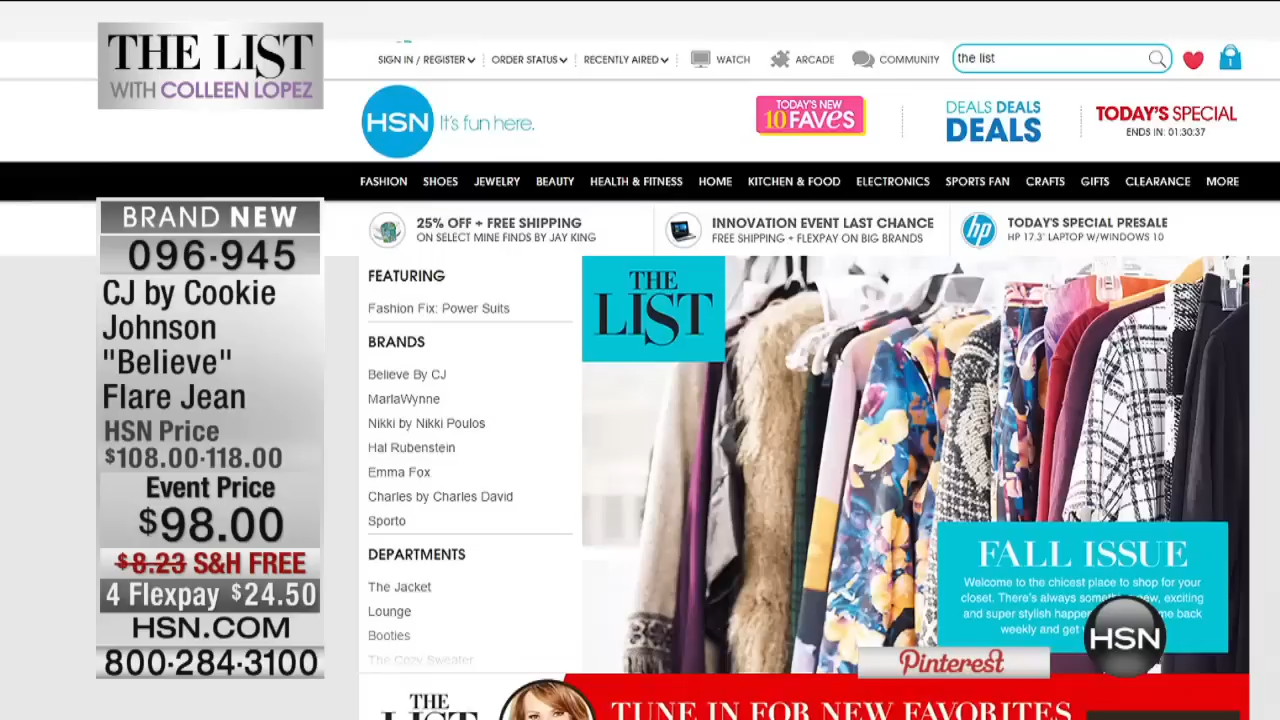 THE LIST
WITH COLLEEN LOPEZ
SIGN IN / REGISTER
ORDER STATUS
RECENTLY AIRED
WATCH
ARCADE
COMMUNITY
the list
1
HSN It's fun here.
TODAY'S NEW
10 FAVES
DEALS DEALS
DEALS
TODAY'S SPECIAL
ENDS IN: 01:30:37
FASHION SHOES JEWELRY BEAUTY HEALTH & FITNESS HOME KITCHEN & FOOD ELECTRONICS SPORTS FAN CRAFTS GIFTS CLEARANCE MORE
25% OFF + FREE SHIPPING
ON SELECT MINE FINDS BY JAY KING
INNOVATION EVENT LAST CHANCE
FREE SHIPPING + FLEXPAY ON BIG BRANDS
hp
TODAY'S SPECIAL PRESALE
HP 17.3" LAPTOP W/WINDOWS 10
BRAND NEW
096·945
CJ by Cookie
Johnson
"Believe"
Flare Jean
HSN Price
$108.00-118.00
Event Price
$98.00
$8.23 S&H FREE
4 Flexpay $24.50
HSN.COM
800·284·3100
FEATURING
Fashion Fix: Power Suits
BRANDS
Believe By CJ
MarlaWynne
Nikki by Nikki Poulos
Hal Rubenstein
Emma Fox
Charles by Charles David
Sporto
DEPARTMENTS
The Jacket
Lounge
Booties
The Cozy Sweater
THE
LIST
FALL ISSUE
Welcome to the chicest place to shop for your
closet. There's always new, exciting
and super stylish me back
weekly and get
HSN
Pinterest
THE
LIST
TUNE IN FOR NEW FAVORITES